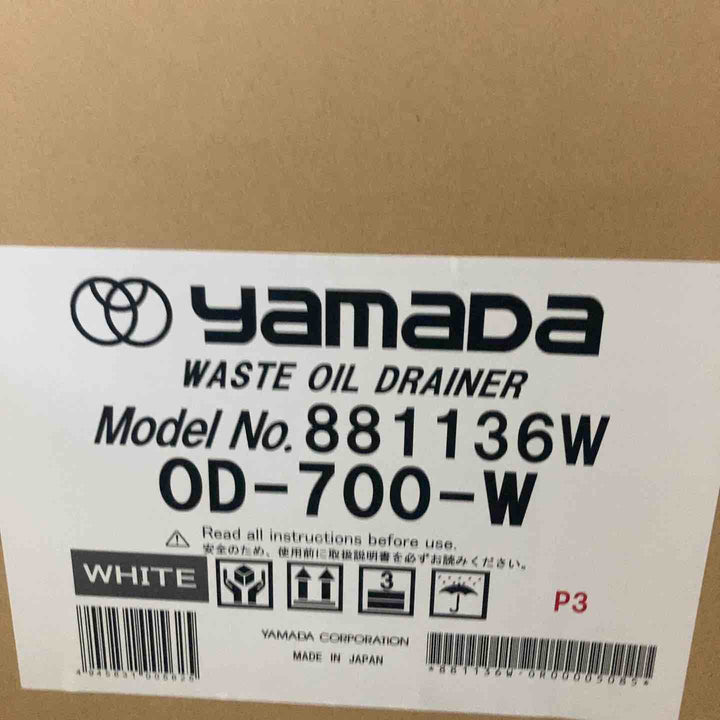 yamada
WASTE OIL DRAINER
Model No. 881136W
OD-700-W
Read all instructions before use.
安全のため、使用前に取扱説明書を必ずお読みください。
WHITE
3
P3
YAMADA CORPORATION
MADE IN JAPAN
*881136W-0R00005085*